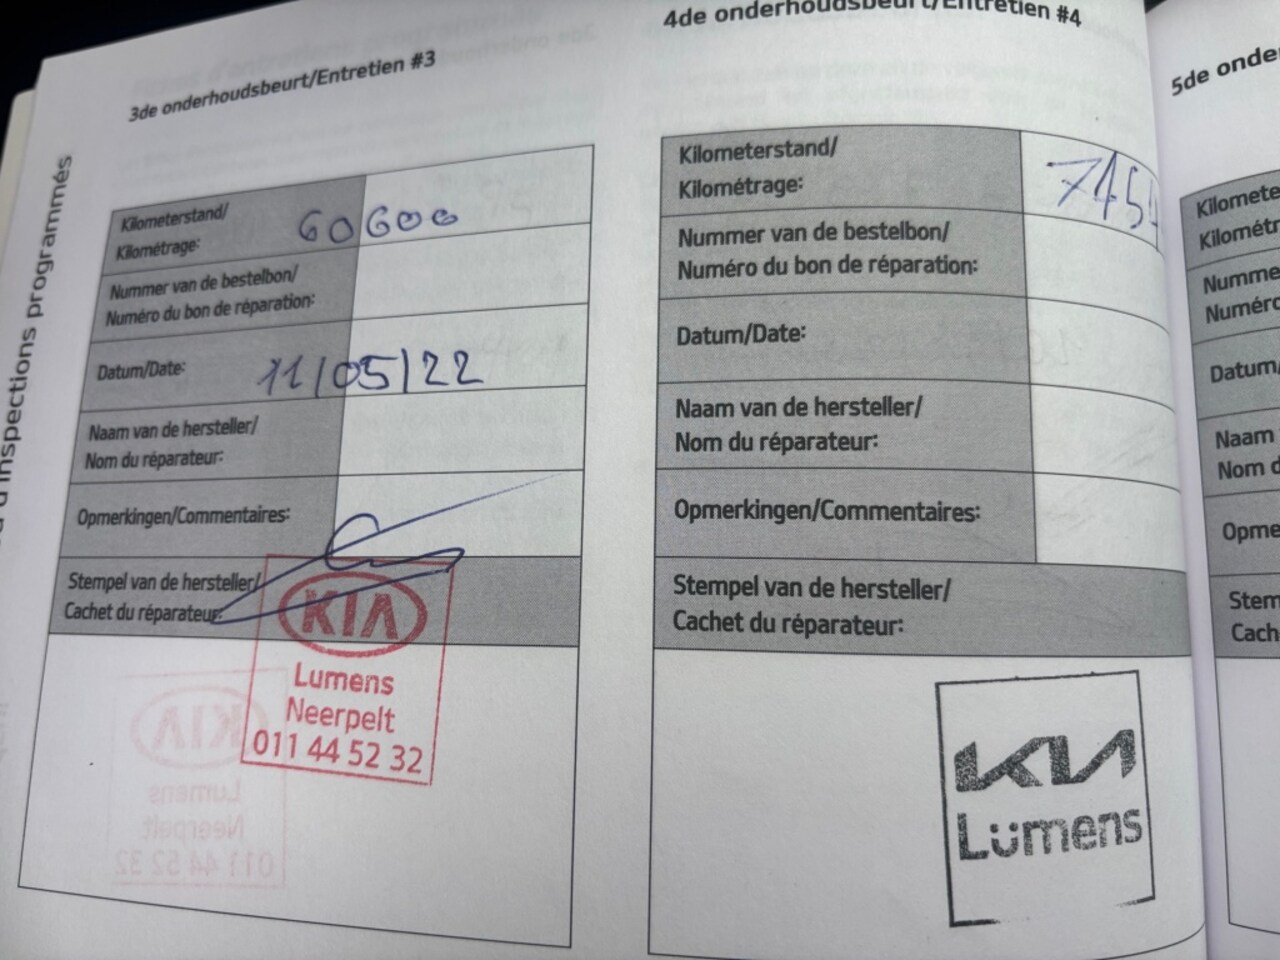 d'inspections programmés
3de onderhoudsbeurt/Entretien #3
Kilometerstand/
Kilométrage:
60600
Nummer van de bestelbon/
Numéro du bon de réparation:
Datum/Date:
11/05/22
Naam van de hersteller/
Nom du réparateur:
Opmerkingen/Commentaires:
Stempel van de hersteller/
Cachet du réparateur:
KIA
Lumens
Neerpelt
011 44 52 32
4de onderhoudsbeurt/Entretien #4
Kilometerstand/
Kilométrage:
745
Nummer van de bestelbon/
Numéro du bon de réparation:
Datum/Date:
Naam van de hersteller/
Nom du réparateur:
Opmerkingen/Commentaires:
Stempel van de hersteller/
Cachet du réparateur:
KIA
Lümens
5de onde
Kilomete
Kilométr
Nummer
Numéro
Datum/
Naam
Nom d
Opme
Stem
Cach